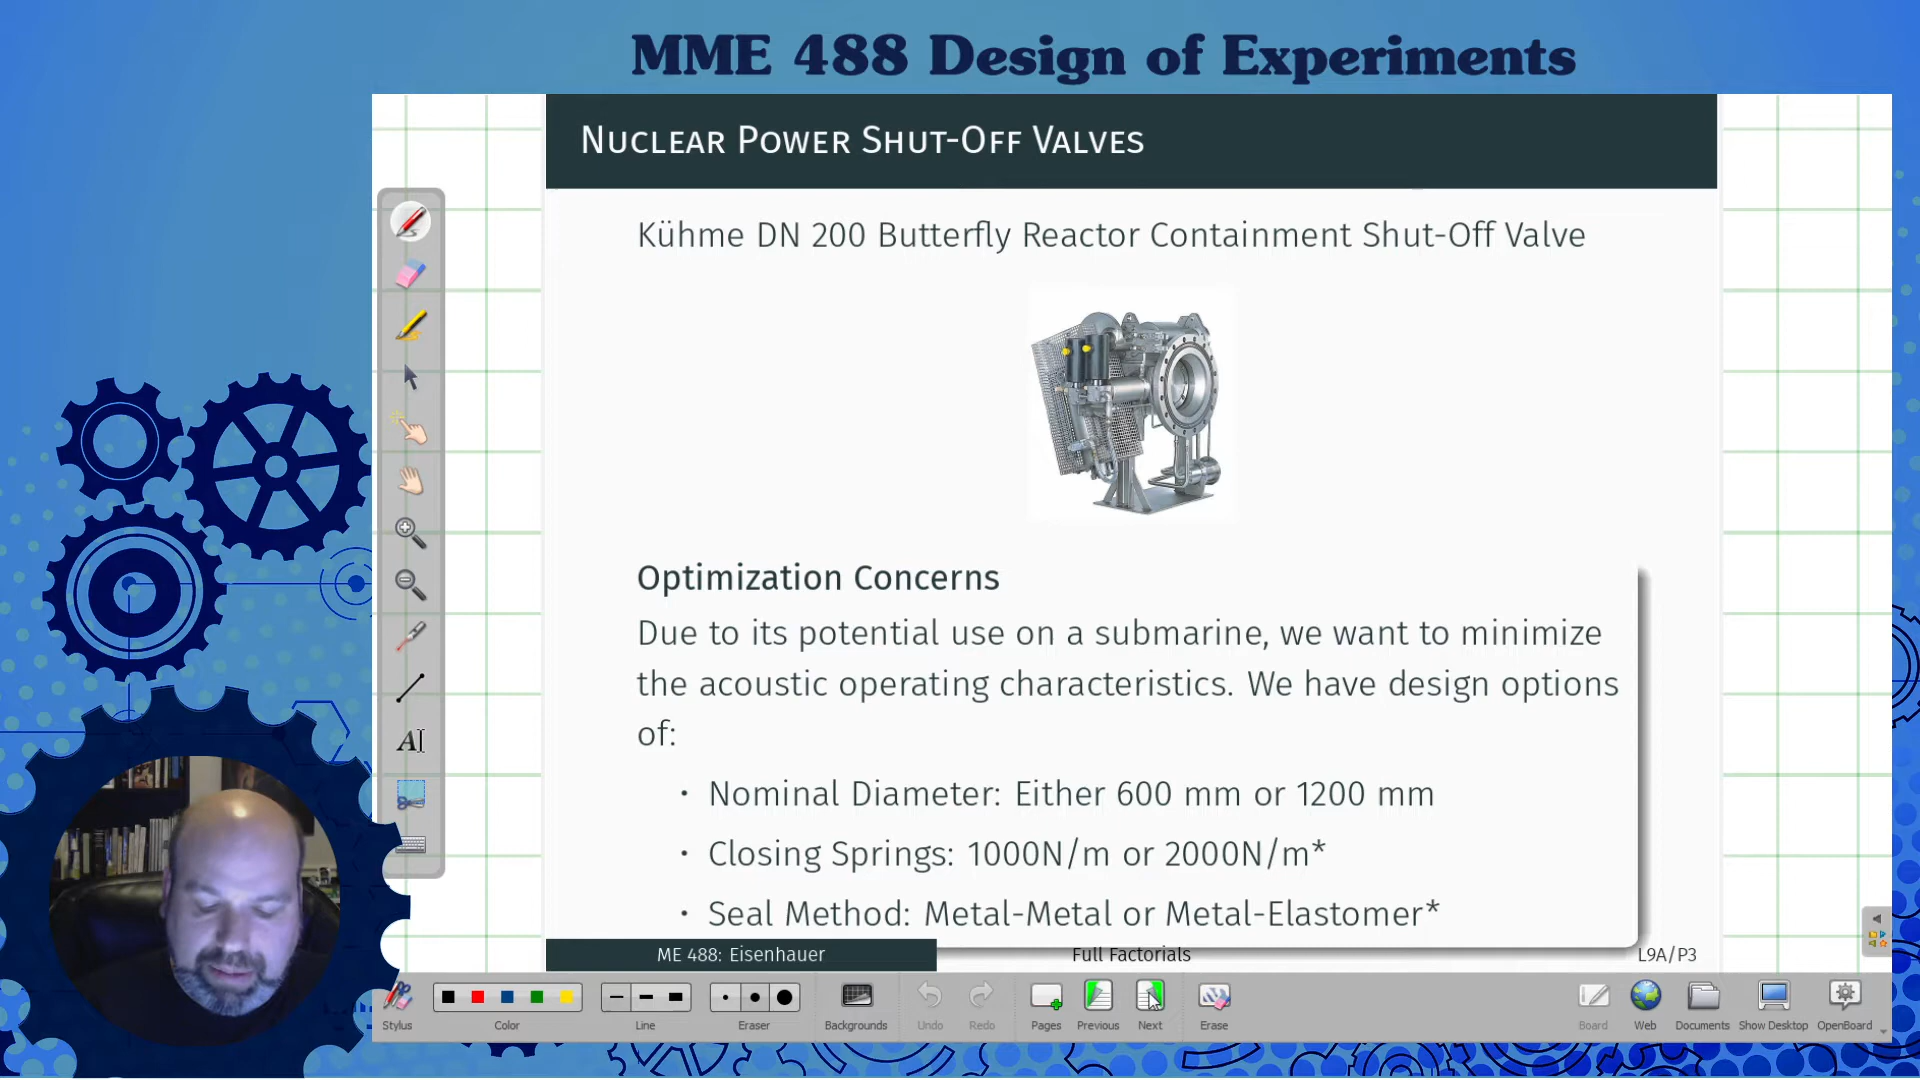 MME 488 Design of Experiments
Nuclear Power Shut-Off Valves
Kühme DN 200 Butterfly Reactor Containment Shut-Off Valve
Optimization Concerns
Due to its potential use on a submarine, we want to minimize
the acoustic operating characteristics. We have design options
of:
· Nominal Diameter: Either 600 mm or 1200 mm
· Closing Springs: 1000N/m or 2000N/m*
· Seal Method: Metal-Metal or Metal-Elastomer*
ME 488: Eisenhauer
Full Factorials
L9A/P3
Stylus
Color
Line
Eraser
Backgrounds
Undo
Redo
Pages
Previous
Next
Erase
Board
Web
Documents
Show Desktop
OpenBoard